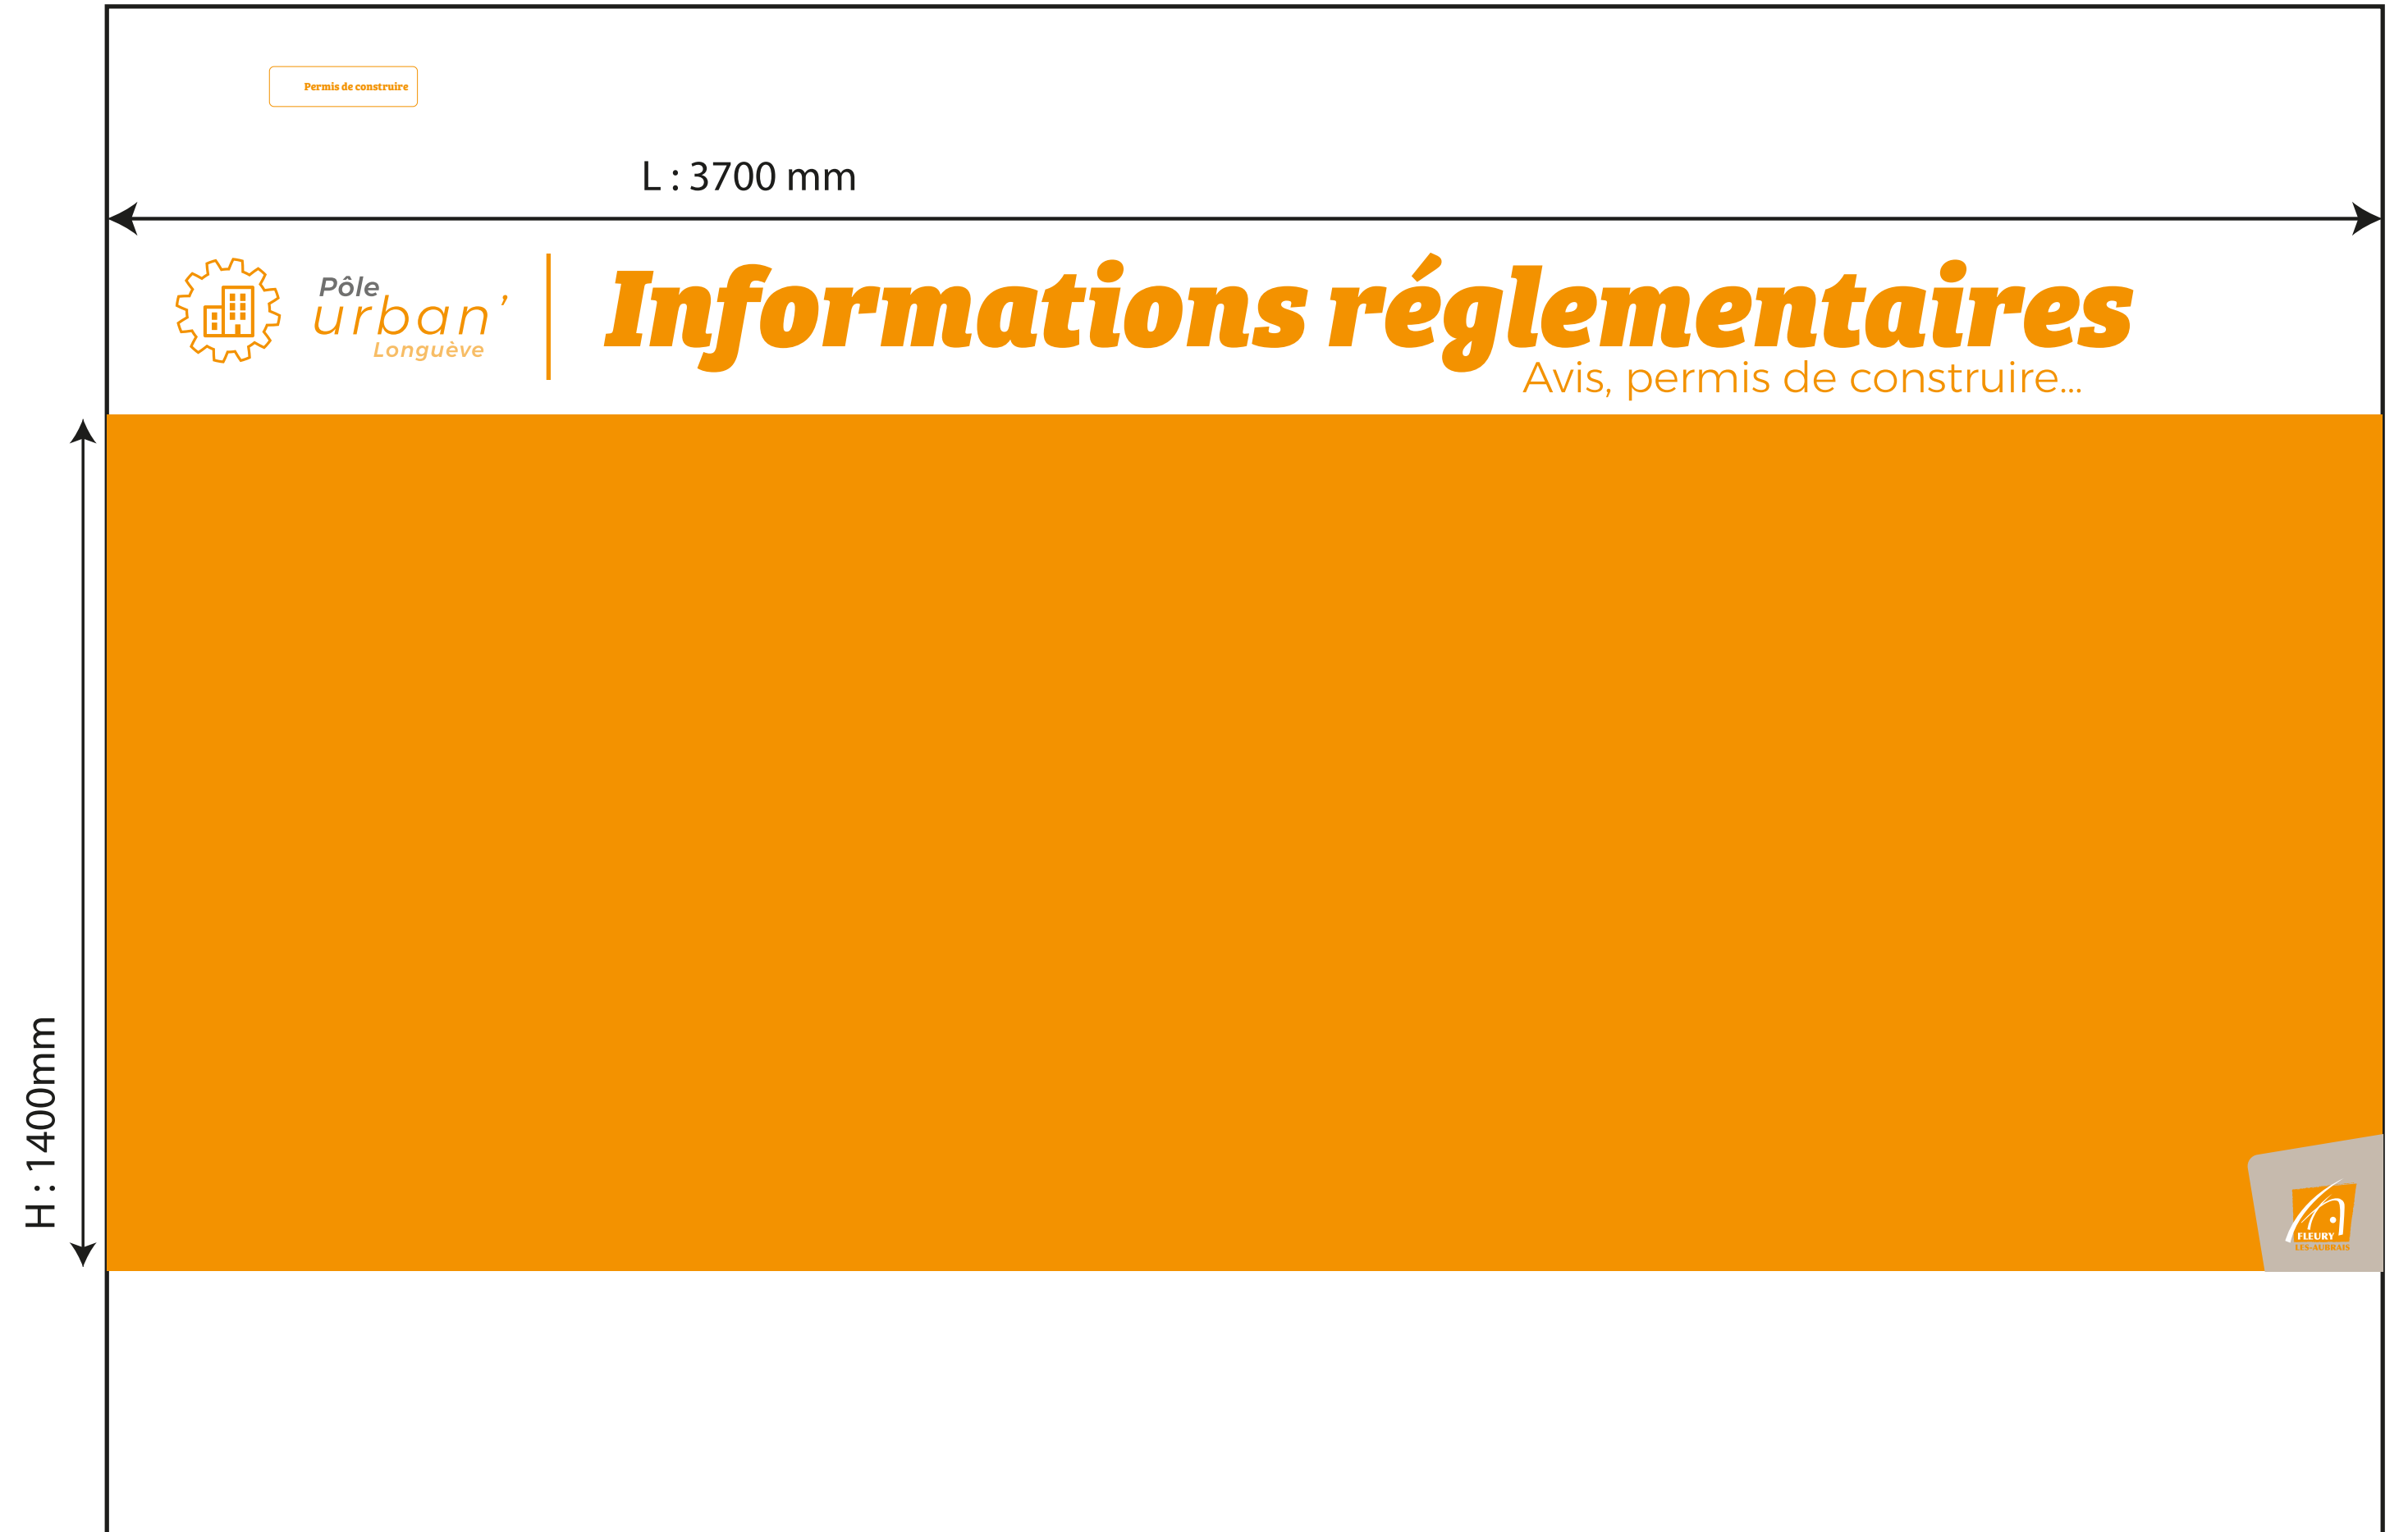 Permis de construire
L : 3700 mm
Pôle
urban'
Longuève
Informations réglementaires
Avis, permis de construire...
H : 1400mm
FLEURY
LES-AUBRAIS